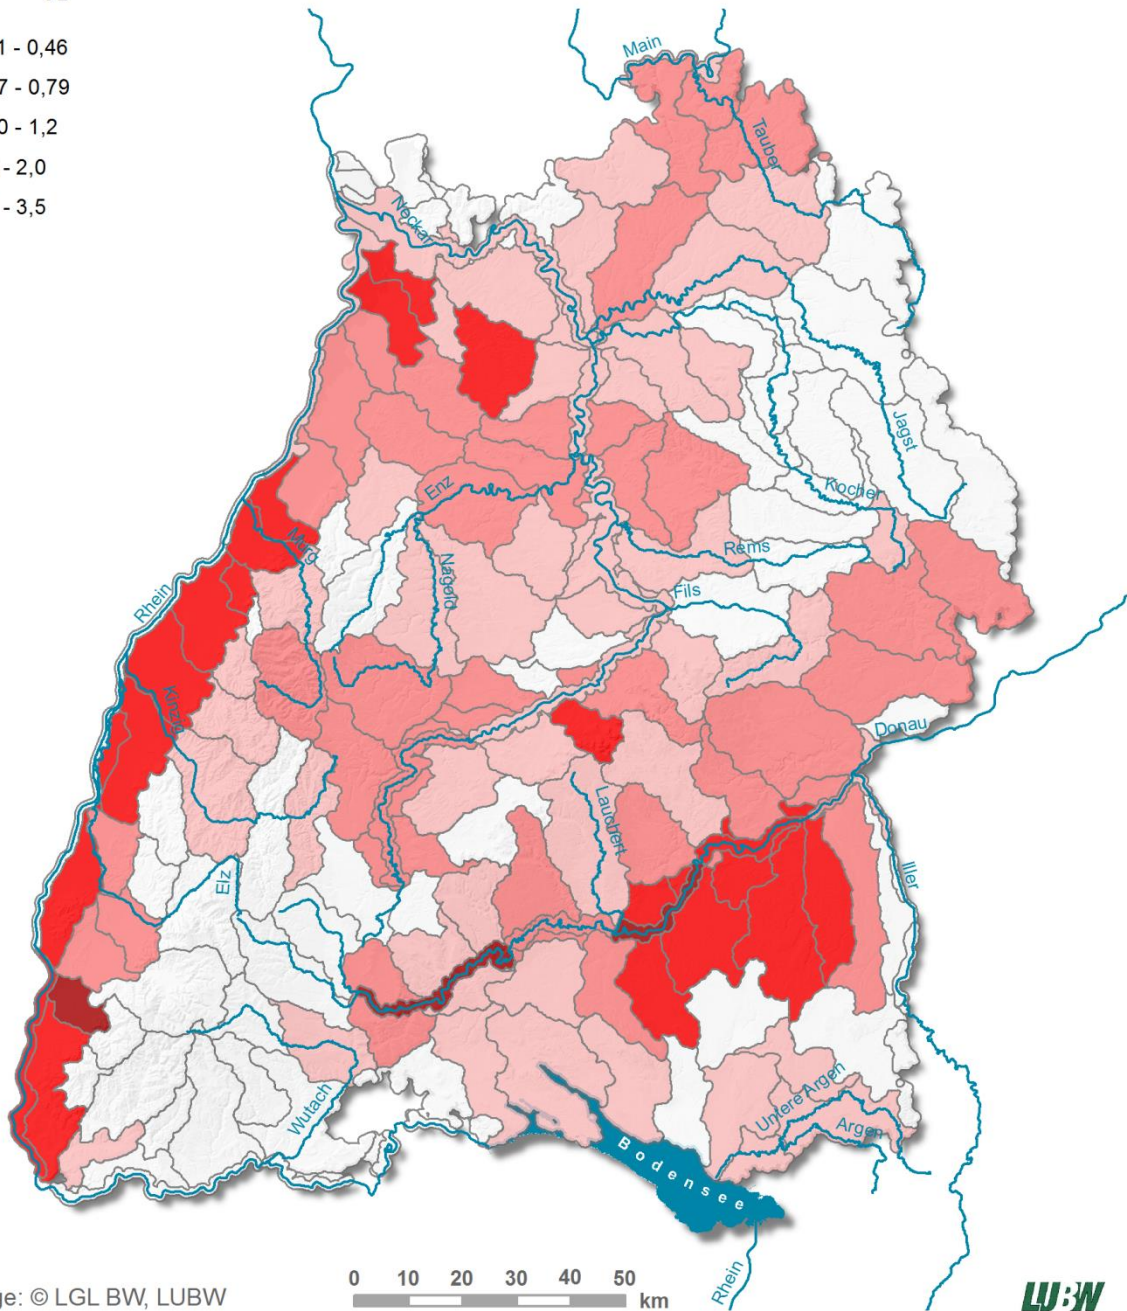 1 - 0,46
7 - 0,79
0 - 1,2
- 2,0
- 3,5
Main
Tauber
Neckar
Jagst
Kocher
Enz
Murg
Nagold
Rems
Rhein
Fils
Kinzig
Donau
Lauchert
Iller
Elz
Wutach
Untere Argen
Argen
Bodensee
Rhein
0 10 20 30 40 50
km
ge: © LGL BW, LUBW
LUBW